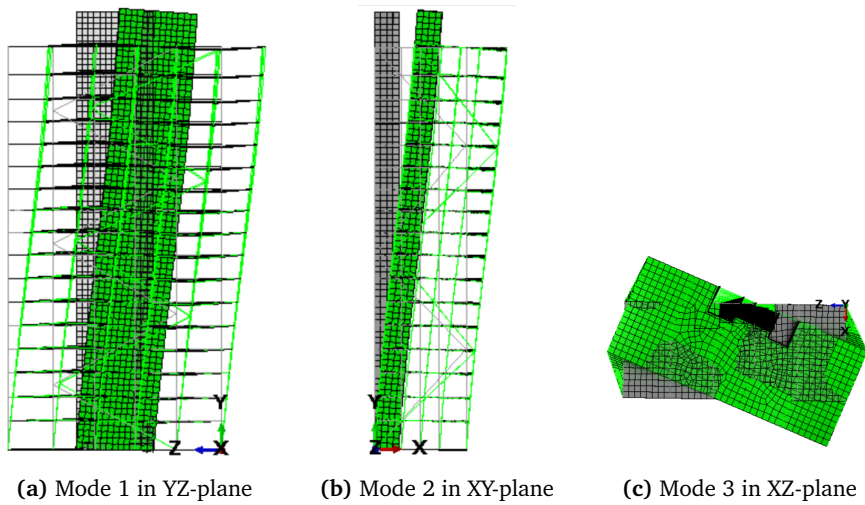 Y
Z X
Y
Z X
Z Y
X
(a) Mode 1 in YZ-plane
(b) Mode 2 in XY-plane
(c) Mode 3 in XZ-plane